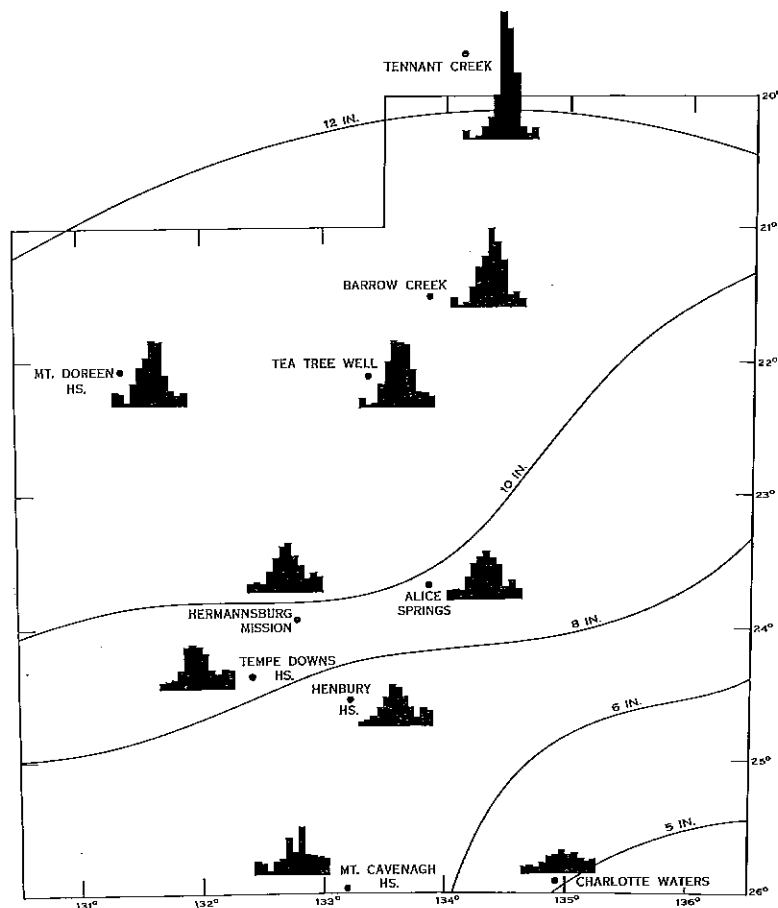 TENNANT CREEK
20°
12 IN.
21°
BARROW CREEK
MT. DOREEN
HS.
TEA TREE WELL
22°
10 IN.
23°
HERMANNSBURG
MISSION
ALICE
SPRINGS
8 IN.
24°
TEMPE DOWNS
HS.
HENBURY
HS.
6 IN.
25°
5 IN.
MT. CAVENAGH
HS.
CHARLOTTE WATERS
26°
131°
132°
133°
134°
135°
136°